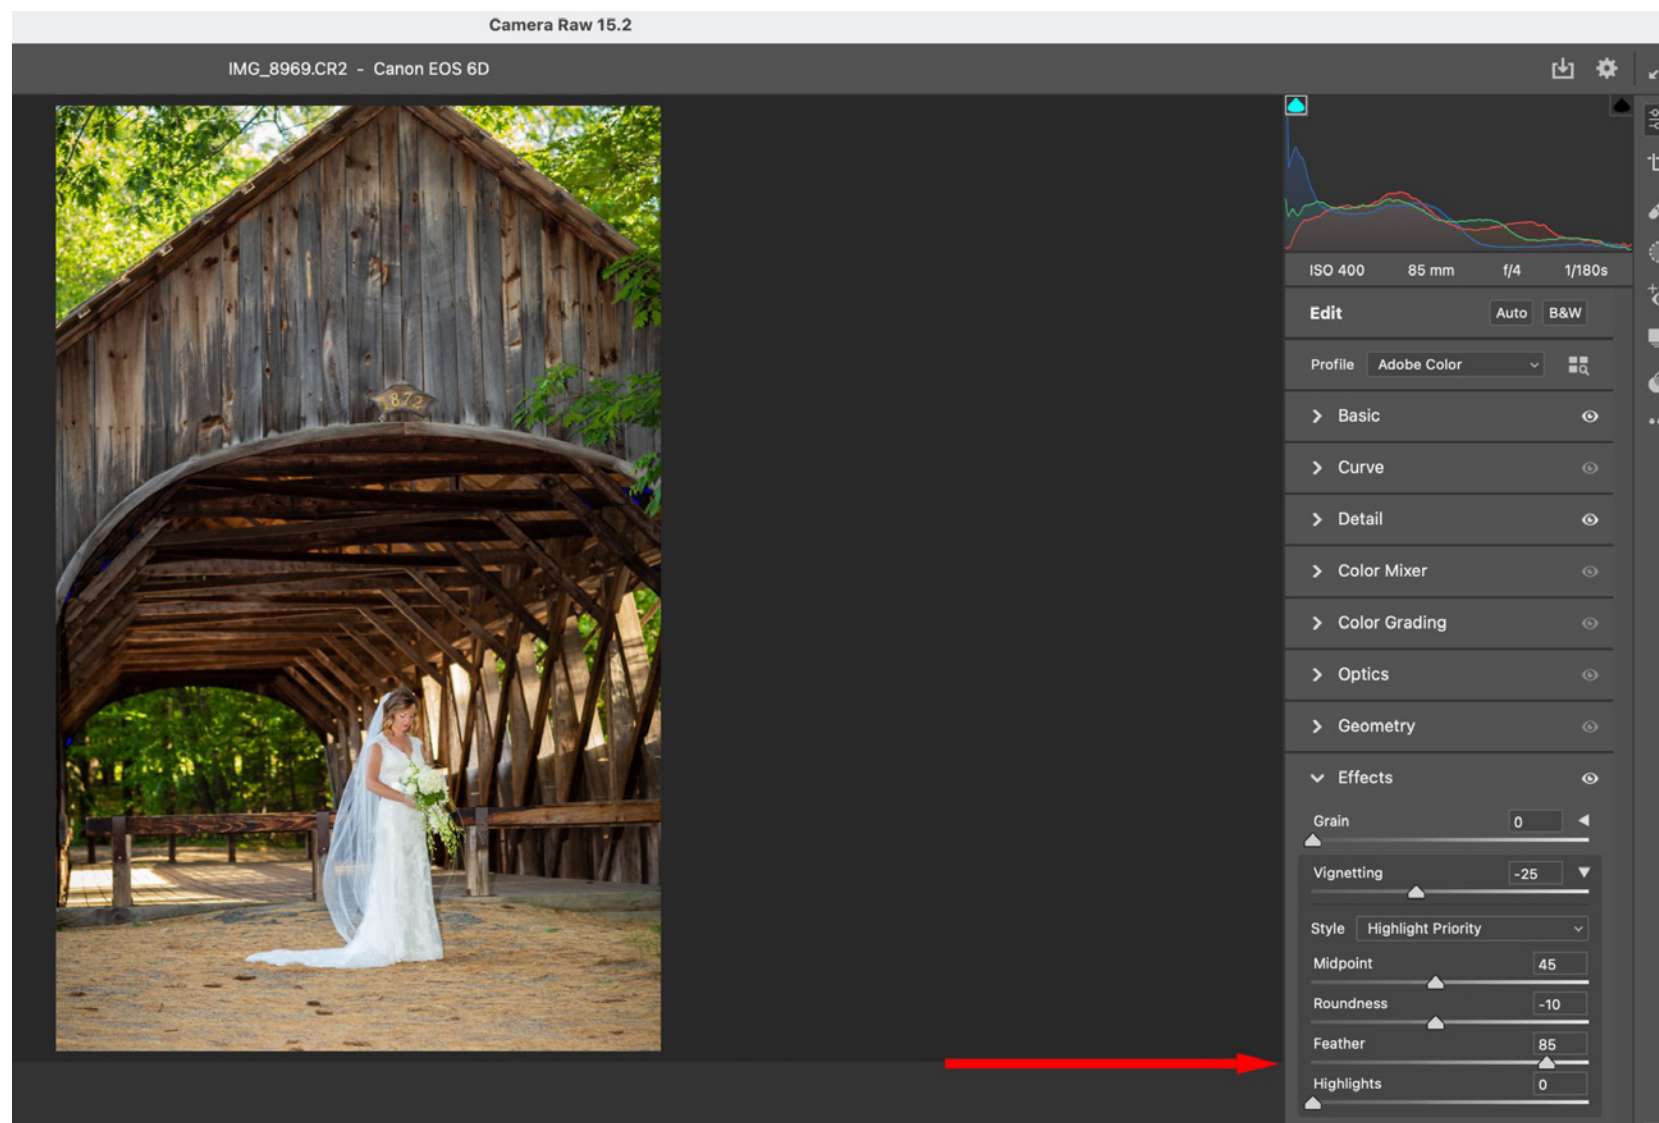 Camera Raw 15.2
IMG_8969.CR2 - Canon EOS 6D
1872
ISO 400 85 mm f/4 1/180s
Edit Auto B&W
Profile Adobe Color
Basic
Curve
Detail
Color Mixer
Color Grading
Optics
Geometry
Effects
Grain 0
Vignetting -25
Style Highlight Priority
Midpoint 45
Roundness -10
Feather 85
Highlights 0